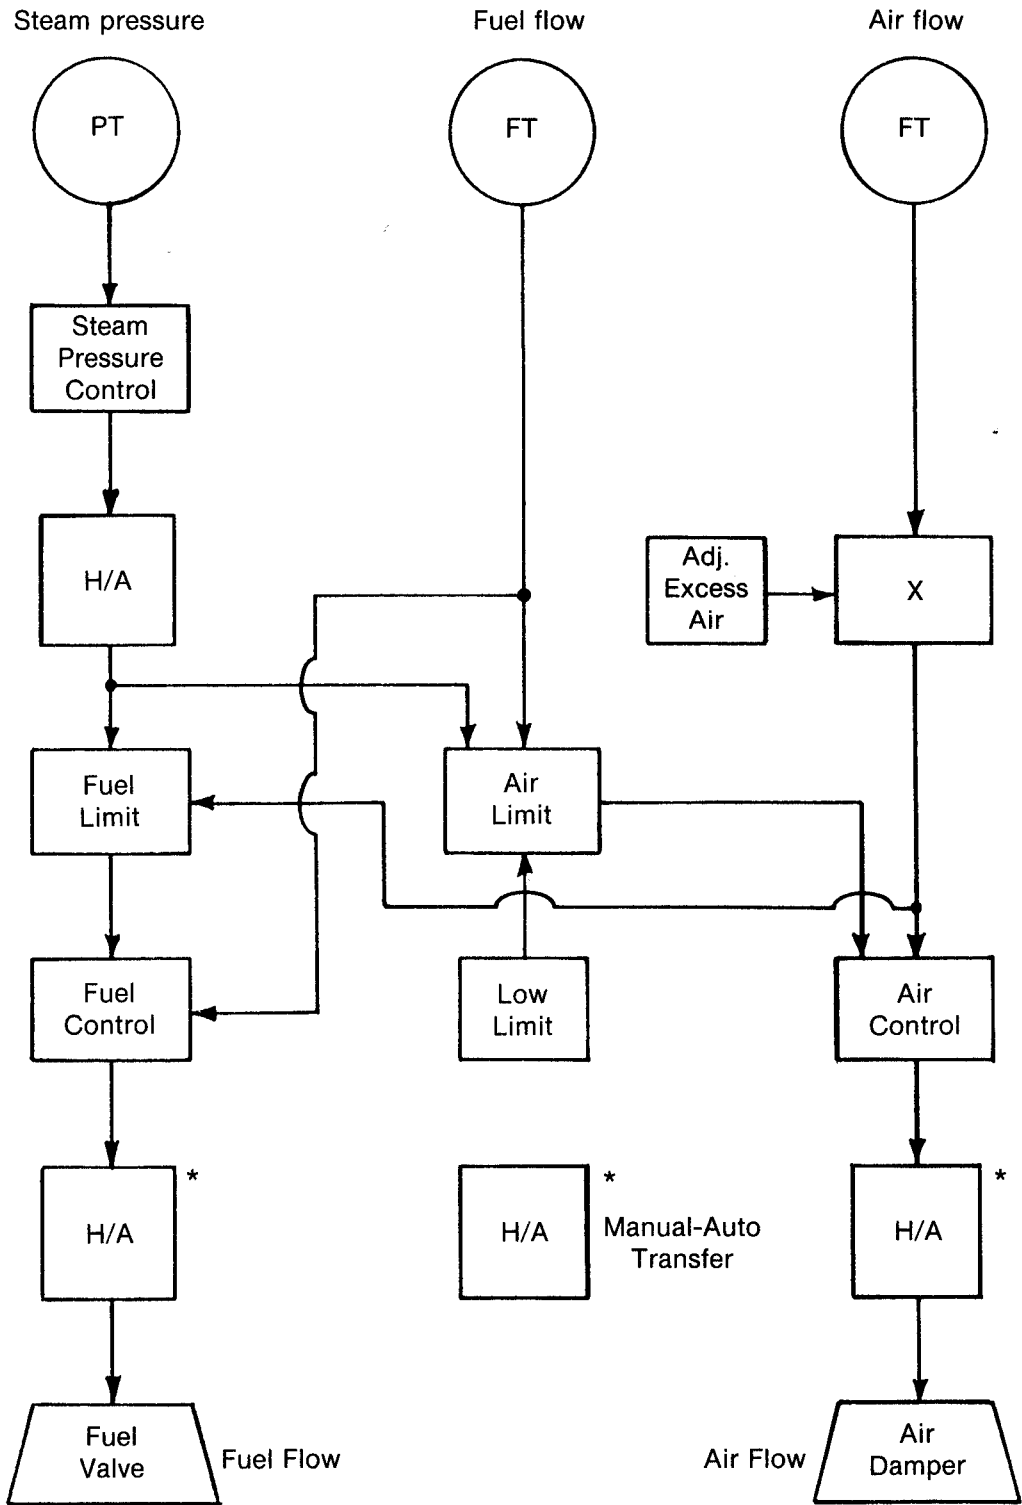 Steam pressure
Fuel flow
Air flow
PT
FT
FT
Steam
Pressure
Control
H/A
Adj.
Excess
Air
X
Fuel
Limit
Air
Limit
Fuel
Control
Low
Limit
Air
Control
H/A
*
H/A
*
Manual-Auto
Transfer
H/A
*
Fuel
Valve
Fuel Flow
Air Flow
Air
Damper